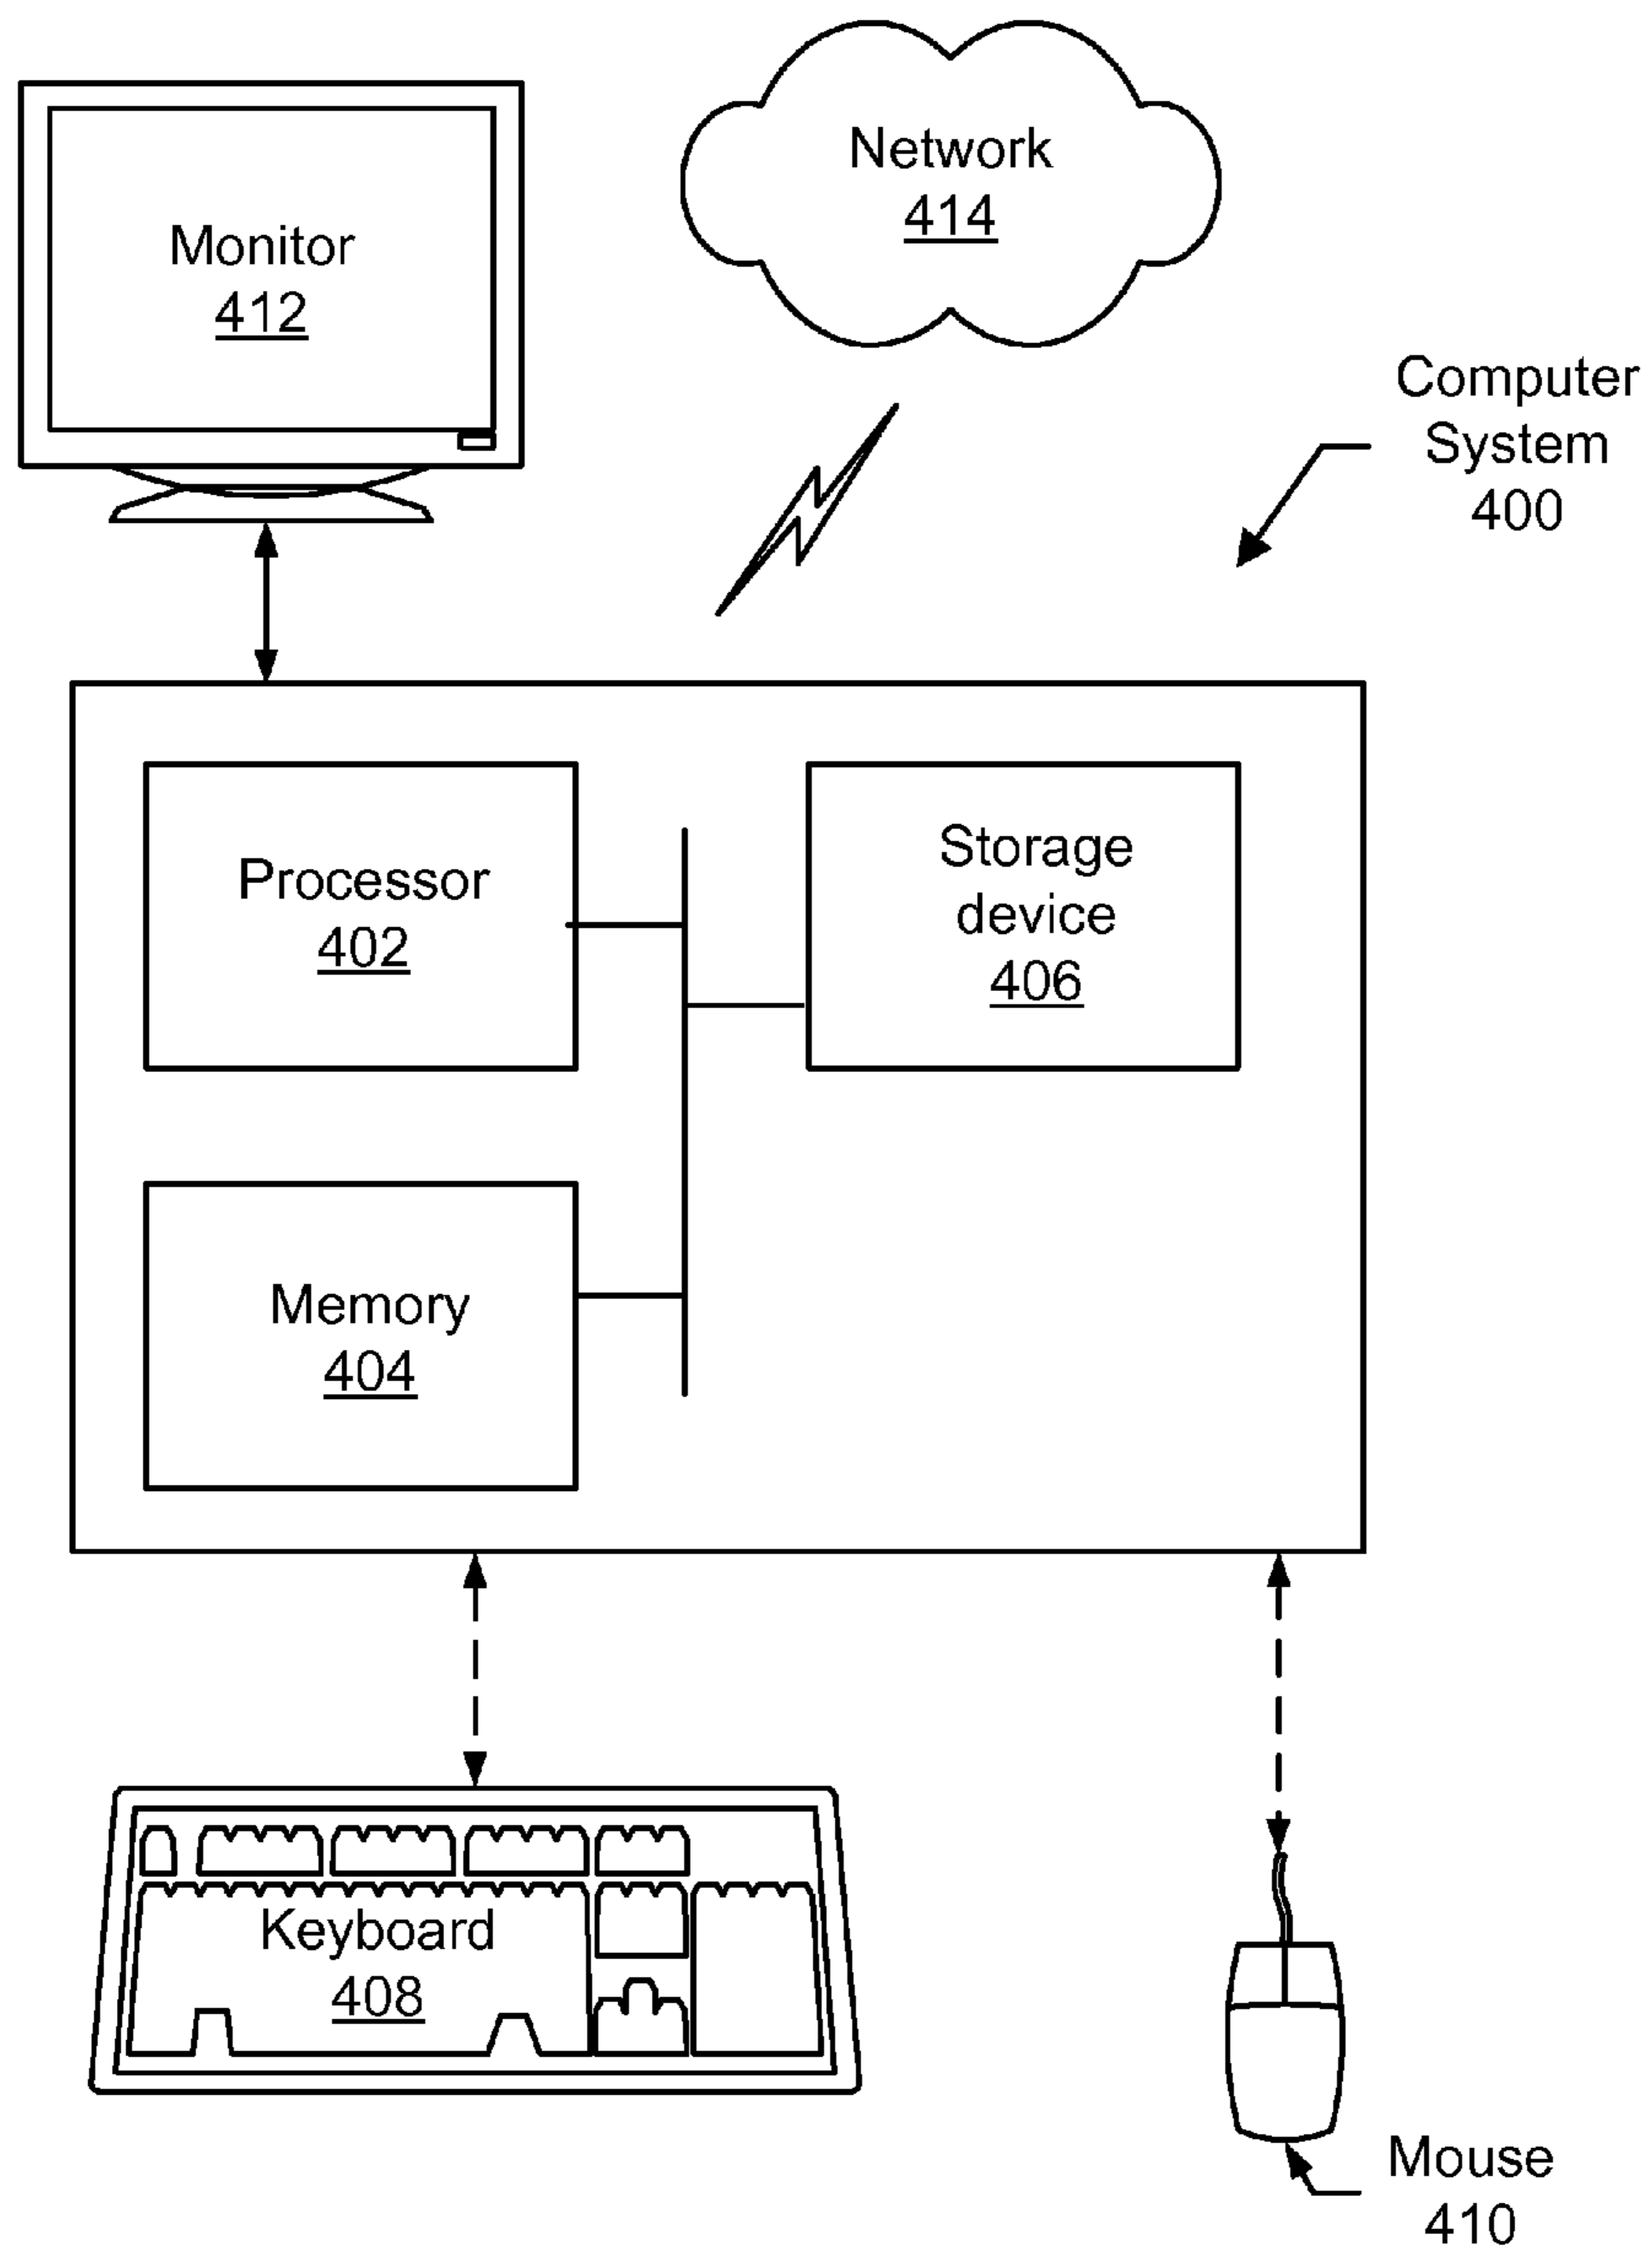 Network
414
Monitor
412
Computer
System
400
Processor
402
Storage
device
406
Memory
404
Keyboard
408
Mouse
410